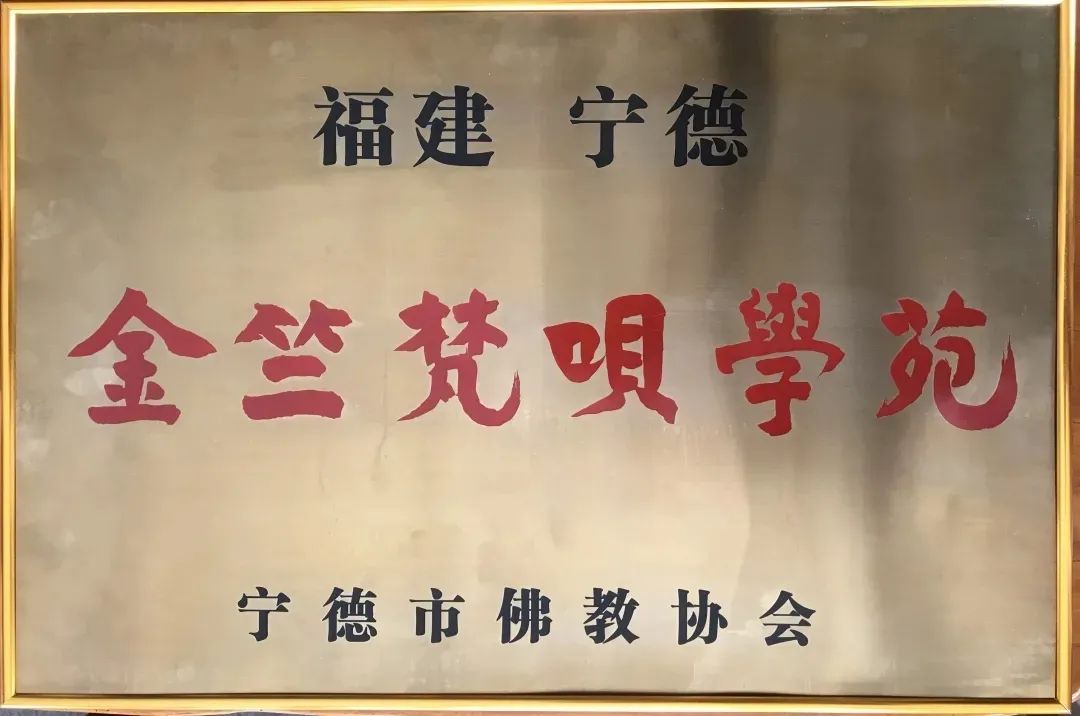 福建 宁德
金竺梵呗學苑
宁德市佛教协会